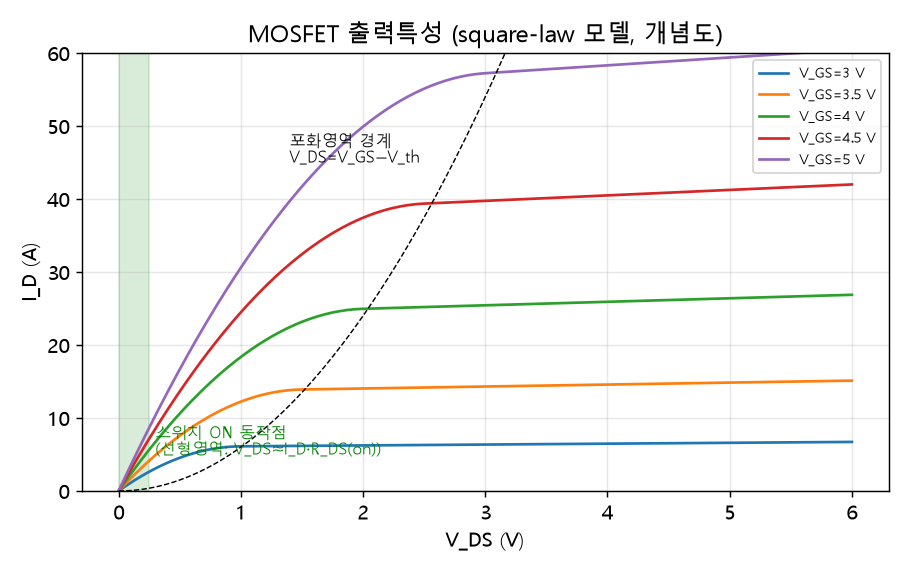 MOSFET 출력특성 (square-law 모델, 개념도)
I_D (A)
60
50
40
30
20
10
0
포화영역 경계
V_DS=V_GS−V_th
스위치 ON 동작점
(선형영역: V_DS≈I_D·R_DS(on))
V_GS=3 V
V_GS=3.5 V
V_GS=4 V
V_GS=4.5 V
V_GS=5 V
0 1 2 3 4 5 6
V_DS (V)